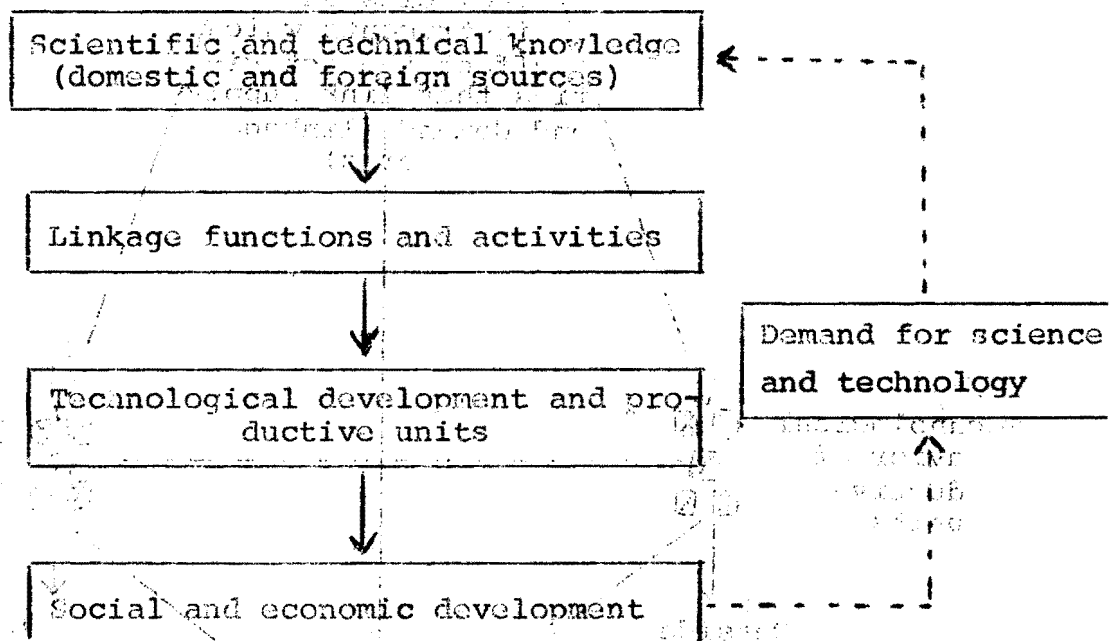 Scientific and technical knowledge
(domestic and foreign sources)
Linkage functions and activities
Demand for science
and technology
Technological development and pro-
ductive units
Social and economic development